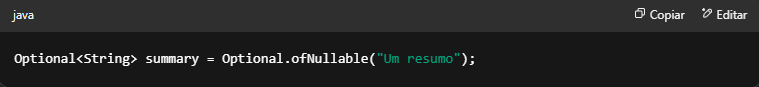 java Copiar Editar
Optional<String> summary = Optional.ofNullable("Um resumo");